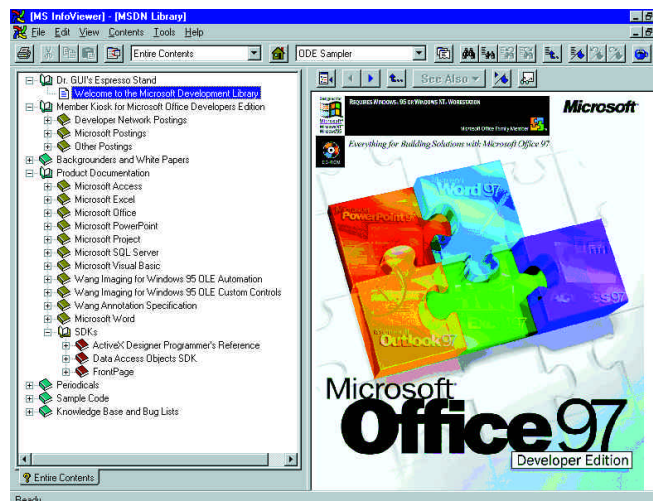 [MS InfoViewer] - [MSDN Library]
File Edit View Contents Tools Help
Entire Contents
ODE Sampler
See Also
Dr. GUI's Espresso Stand
Welcome to the Microsoft Development Library
Member Kiosk for Microsoft Office Developers Edition
Developer Network Postings
Microsoft Postings
Other Postings
Backgrounders and White Papers
Product Documentation
Microsoft Access
Microsoft Excel
Microsoft Office
Microsoft PowerPoint
Microsoft Project
Microsoft SQL Server
Microsoft Visual Basic
Wang Imaging for Windows 95 OLE Automation
Wang Imaging for Windows 95 OLE Custom Controls
Wang Annotation Specification
Microsoft Word
SDKs
ActiveX Designer Programmer's Reference
Data Access Objects SDK
FrontPage
Periodicals
Sample Code
Knowledge Base and Bug Lists
Entire Contents
Ready
Requires Windows 95 or Windows NT Workstation
Microsoft
Microsoft Office Family Member
Everything for Building Solutions with Microsoft Office 97
CD-ROM
Word 97
PowerPoint 97
Outlook 97
Microsoft
Office 97
Developer Edition